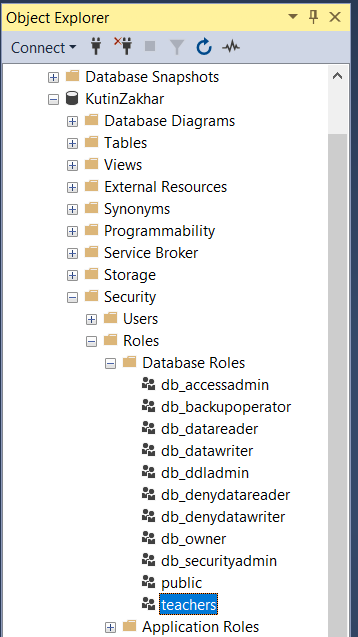 Object Explorer
Connect
Database Snapshots
KutinZakhar
Database Diagrams
Tables
Views
External Resources
Synonyms
Programmability
Service Broker
Storage
Security
Users
Roles
Database Roles
db_accessadmin
db_backupoperator
db_datareader
db_datawriter
db_ddladmin
db_denydatareader
db_denydatawriter
db_owner
db_securityadmin
public
teachers
Application Roles